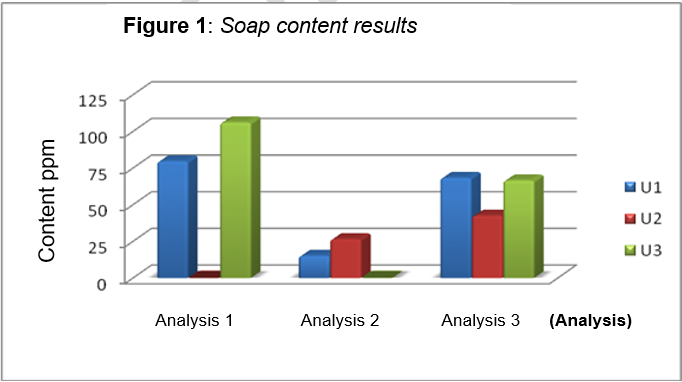 Figure 1: Soap content results
Content ppm
125
100
75
50
25
0
U1
U2
U3
Analysis 1 Analysis 2 Analysis 3 (Analysis)